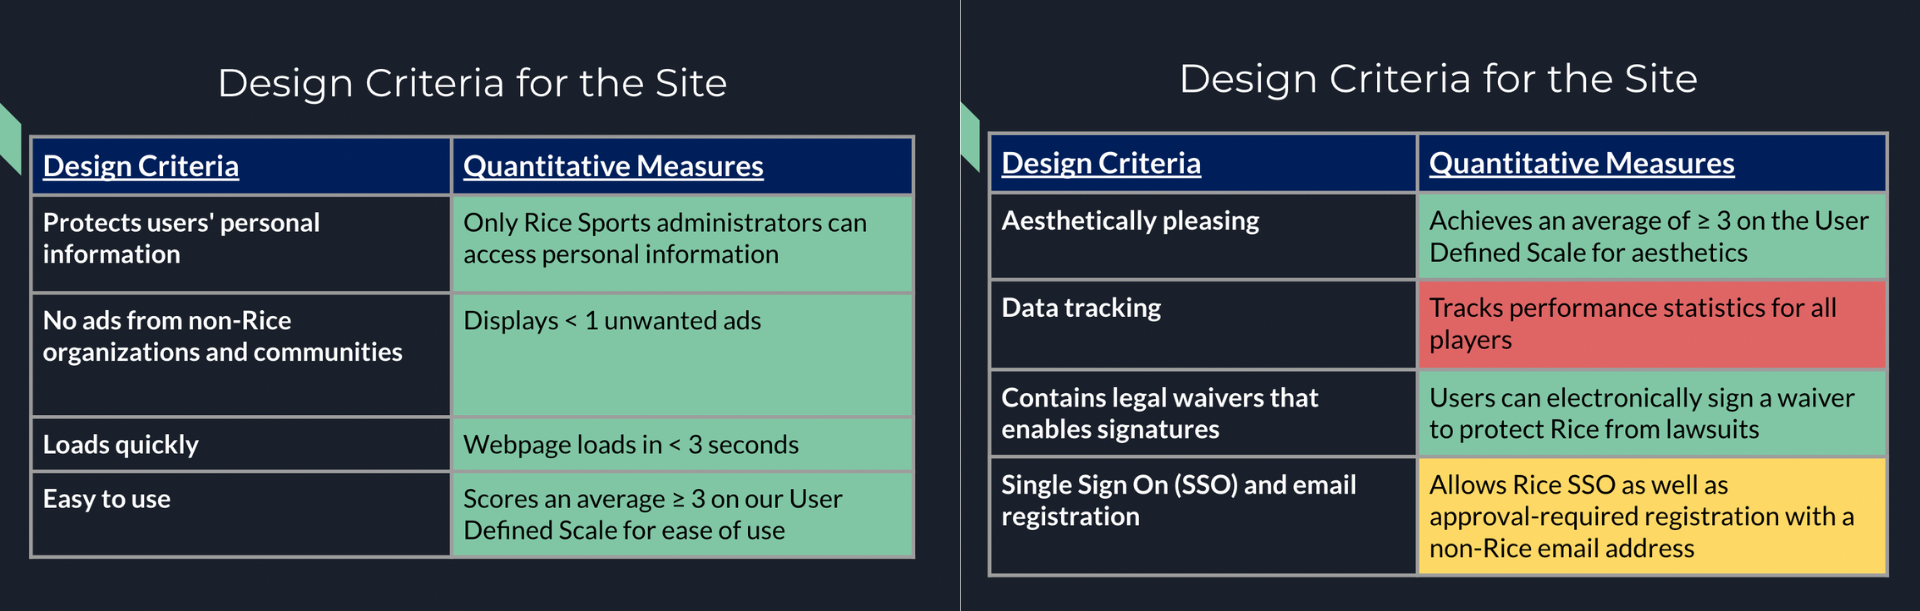 Design Criteria for the Site
Design Criteria
Quantitative Measures
Protects users' personal
information
Only Rice Sports administrators can
access personal information
No ads from non-Rice
organizations and communities
Displays < 1 unwanted ads
Loads quickly
Webpage loads in < 3 seconds
Easy to use
Scores an average ≥ 3 on our User
Defined Scale for ease of use
Design Criteria for the Site
Design Criteria
Quantitative Measures
Aesthetically pleasing
Achieves an average of ≥ 3 on the User
Defined Scale for aesthetics
Data tracking
Tracks performance statistics for all
players
Contains legal waivers that
enables signatures
Users can electronically sign a waiver
to protect Rice from lawsuits
Single Sign On (SSO) and email
registration
Allows Rice SSO as well as
approval-required registration with a
non-Rice email address